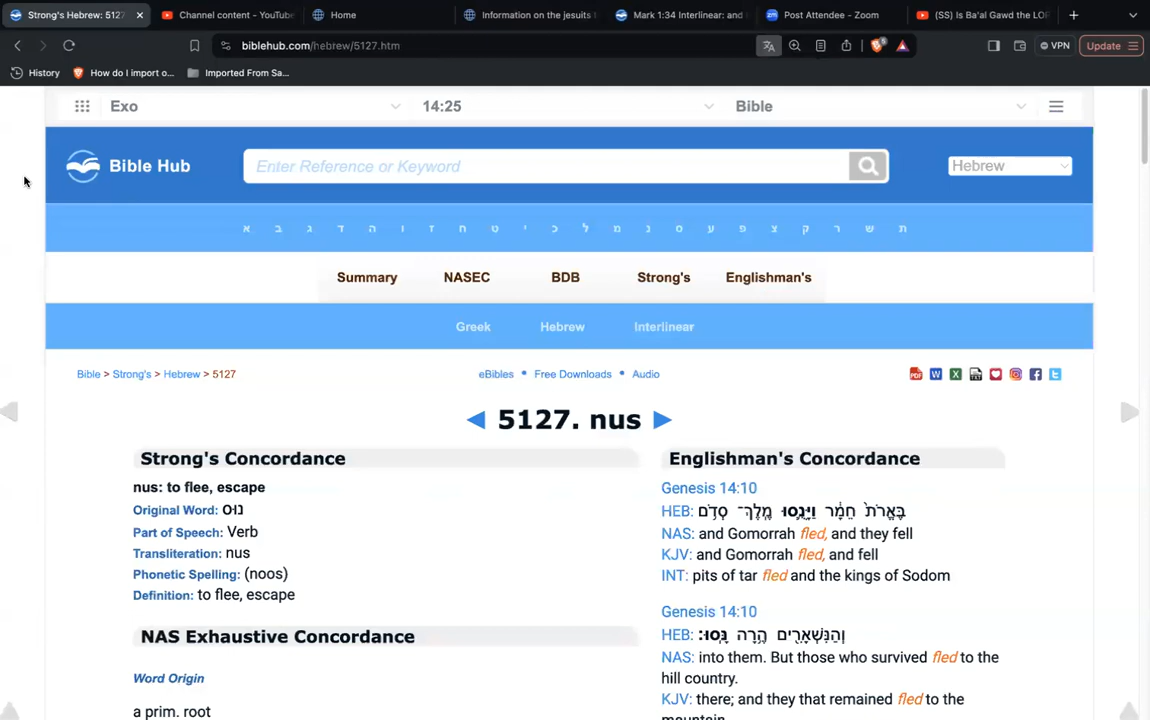 Strong's Hebrew: 5127
Channel content - YouTube
Home
Information on the jesuits
Mark 1:34 Interlinear: and
Post Attendee - Zoom
(SS) Is Ba'al Gawd the LOR
biblehub.com/hebrew/5127.htm
VPN
Update
History
How do I import o...
Imported From Sa...
Exo
14:25
Bible
Bible Hub
Enter Reference or Keyword
Hebrew
א ב ג ד ה ו ז ח ט י כ ל מ נ ס ע פ צ ק ר ש ת
Summary
NASEC
BDB
Strong's
Englishman's
Greek
Hebrew
Interlinear
Bible > Strong's > Hebrew > 5127
eBibles • Free Downloads • Audio
◄ 5127. nus ►
Strong's Concordance
nus: to flee, escape
Original Word: נוּס
Part of Speech: Verb
Transliteration: nus
Phonetic Spelling: (noos)
Definition: to flee, escape
NAS Exhaustive Concordance
Word Origin
a prim. root
Englishman's Concordance
Genesis 14:10
HEB: בֶּאֱרֹת֙ חֵמָ֔ר וַיָּנֻ֛סוּ מֶֽלֶךְ־ סְדֹ֥ם
NAS: and Gomorrah fled, and they fell
KJV: and Gomorrah fled, and fell
INT: pits of tar fled and the kings of Sodom
Genesis 14:10
HEB: וְהַנִּשְׁאָרִ֖ים הֶ֥רָה נָּֽסוּ׃
NAS: into them. But those who survived fled to the
hill country.
KJV: there; and they that remained fled to the
mountain.